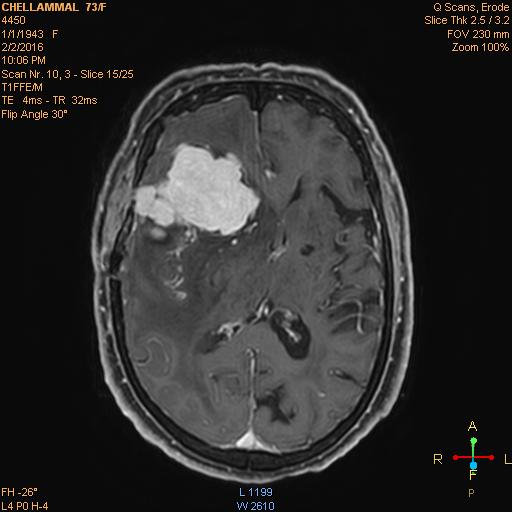 CHELLAMMAL 73/F
4450
1/1/1943 F
2/2/2016
10:06 PM
Scan Nr. 10, 3 - Slice 15/25
T1FFE/M
TE 4ms - TR 32ms
Flip Angle 30°
Q Scans, Erode
Slice Thk 2.5 / 3.2
FOV 230 mm
Zoom 100%
A
R L
F
P
FH -26°
L4 P0 H-4
L 1199
W 2610